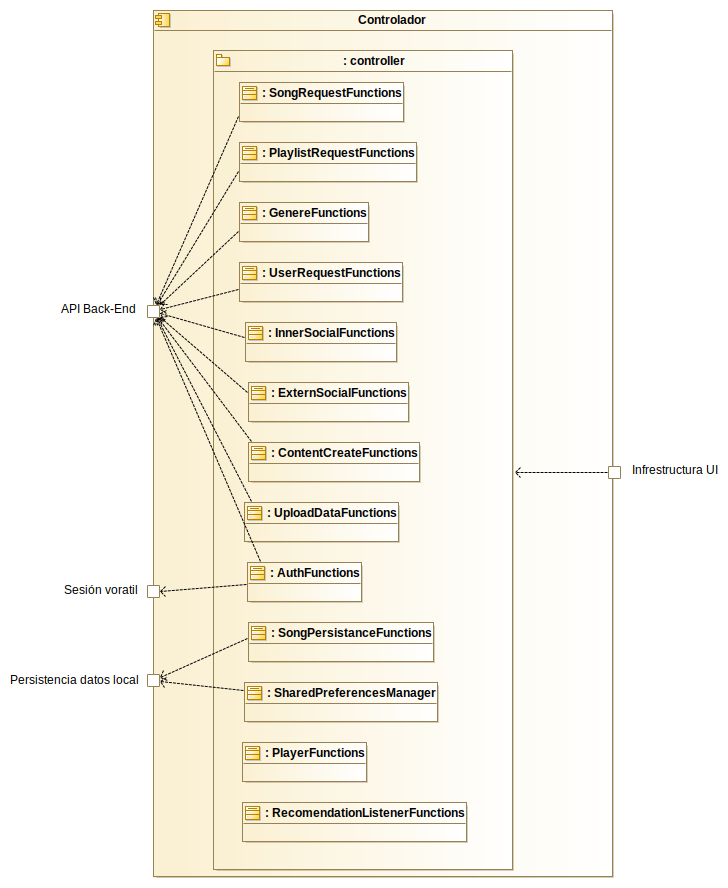 Controlador
: controller
: SongRequestFunctions
: PlaylistRequestFunctions
: GenereFunctions
: UserRequestFunctions
API Back-End
: InnerSocialFunctions
: ExternSocialFunctions
: ContentCreateFunctions
Infrestructura UI
: UploadDataFunctions
: AuthFunctions
Sesión voratil
: SongPersistanceFunctions
Persistencia datos local
: SharedPreferencesManager
: PlayerFunctions
: RecomendationListenerFunctions